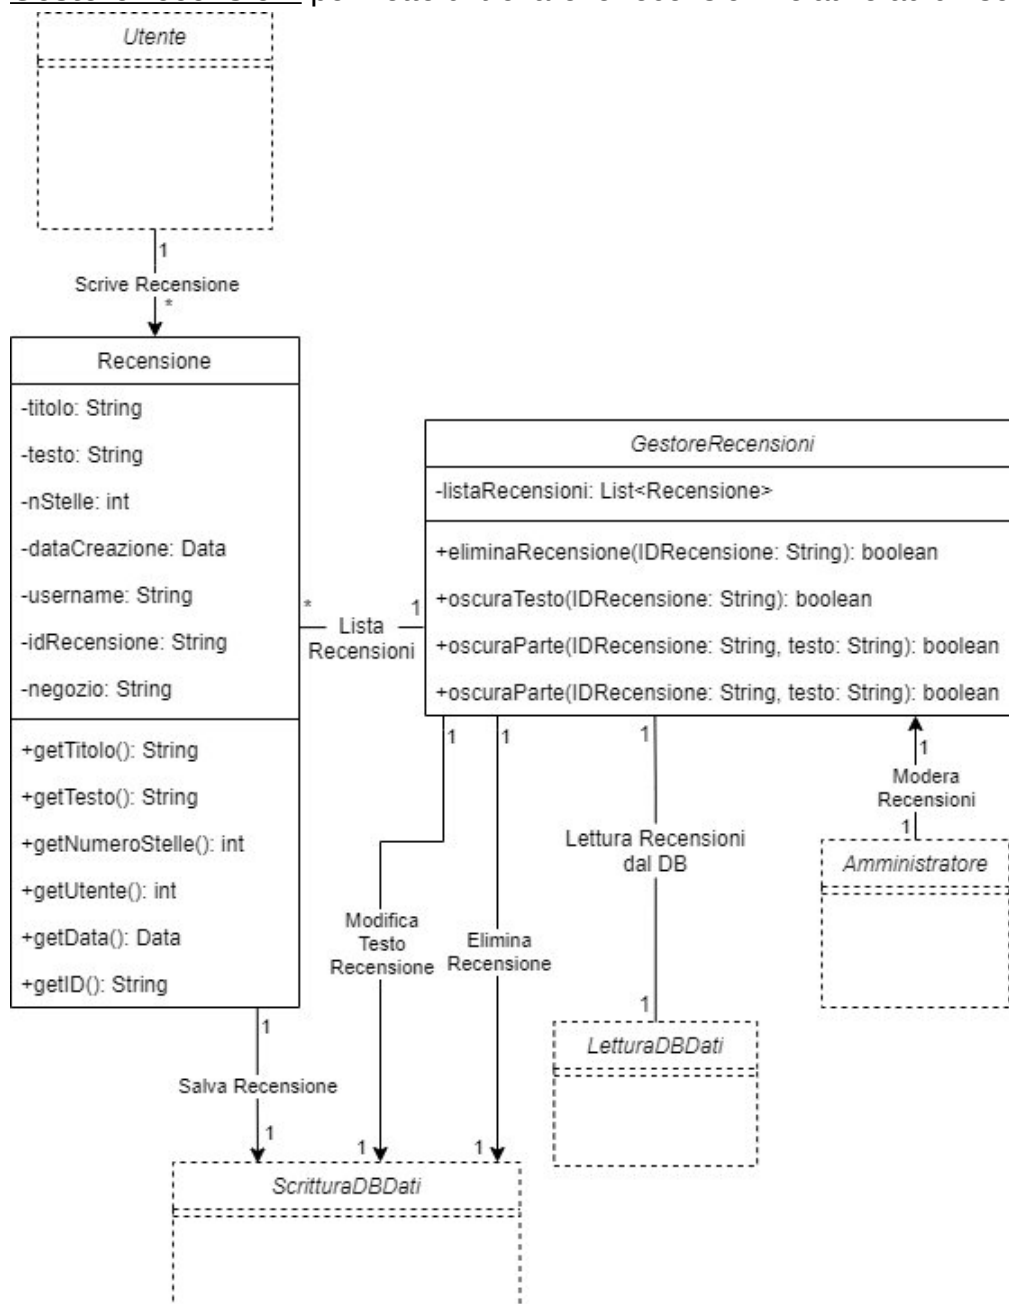 Utente
1
Scrive Recensione
*
Recensione
-titolo: String
-testo: String
-nStelle: int
-dataCreazione: Data
-username: String
-idRecensione: String
-negozio: String
+getTitolo(): String
+getTesto(): String
+getNumeroStelle(): int
+getUtente(): int
+getData(): Data
+getID(): String
* 1
Lista
Recensioni
GestoreRecensioni
-listaRecensioni: List<Recensione>
+eliminaRecensione(IDRecensione: String): boolean
+oscuraTesto(IDRecensione: String): boolean
+oscuraParte(IDRecensione: String, testo: String): boolean
+oscuraParte(IDRecensione: String, testo: String): boolean
1 1 1 1
Modera
Recensioni
1
Amministratore
Lettura Recensioni
dal DB
1
LetturaDBDati
Modifica
Testo
Recensione
Elimina
Recensione
1
Salva Recensione
1 1 1
ScritturaDBDati